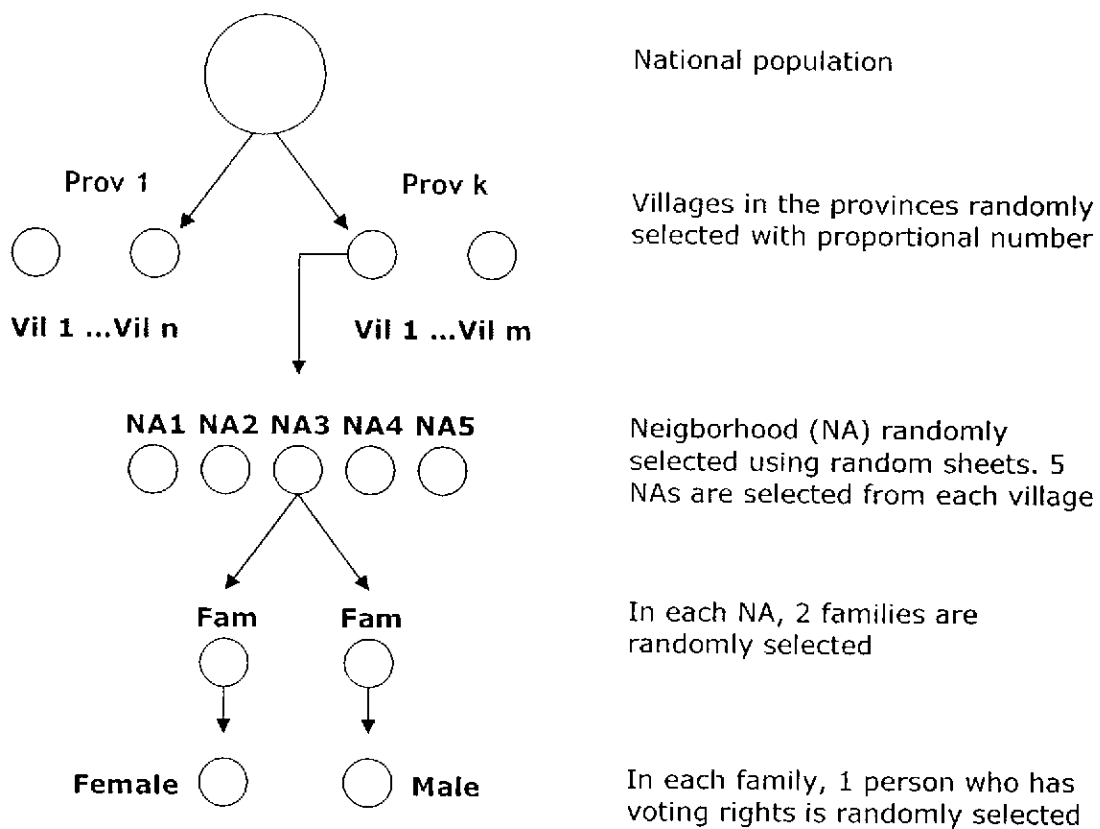 National population
Prov 1
Prov k
Villages in the provinces randomly
selected with proportional number
Vil 1 ...Vil n
Vil 1 ...Vil m
NA1 NA2 NA3 NA4 NA5
Neigborhood (NA) randomly
selected using random sheets. 5
NAs are selected from each village
Fam
Fam
In each NA, 2 families are
randomly selected
Female
Male
In each family, 1 person who has
voting rights is randomly selected